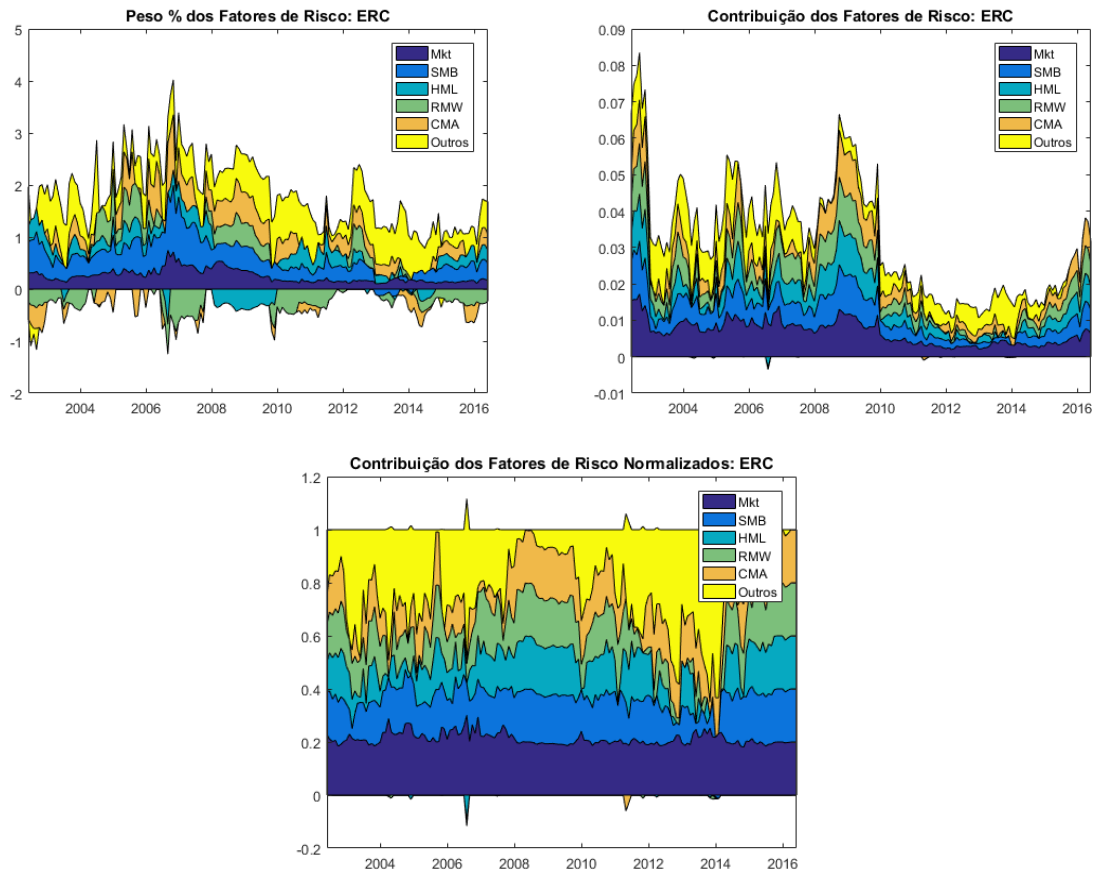 Peso % dos Fatores de Risco: ERC
5
4
3
2
1
0
-1
-2
2004 2006 2008 2010 2012 2014 2016
Mkt
SMB
HML
RMW
CMA
Outros
Contribuição dos Fatores de Risco: ERC
0.09
0.08
0.07
0.06
0.05
0.04
0.03
0.02
0.01
0
-0.01
2004 2006 2008 2010 2012 2014 2016
Mkt
SMB
HML
RMW
CMA
Outros
Contribuição dos Fatores de Risco Normalizados: ERC
1.2
1
0.8
0.6
0.4
0.2
0
-0.2
2004 2006 2008 2010 2012 2014 2016
Mkt
SMB
HML
RMW
CMA
Outros